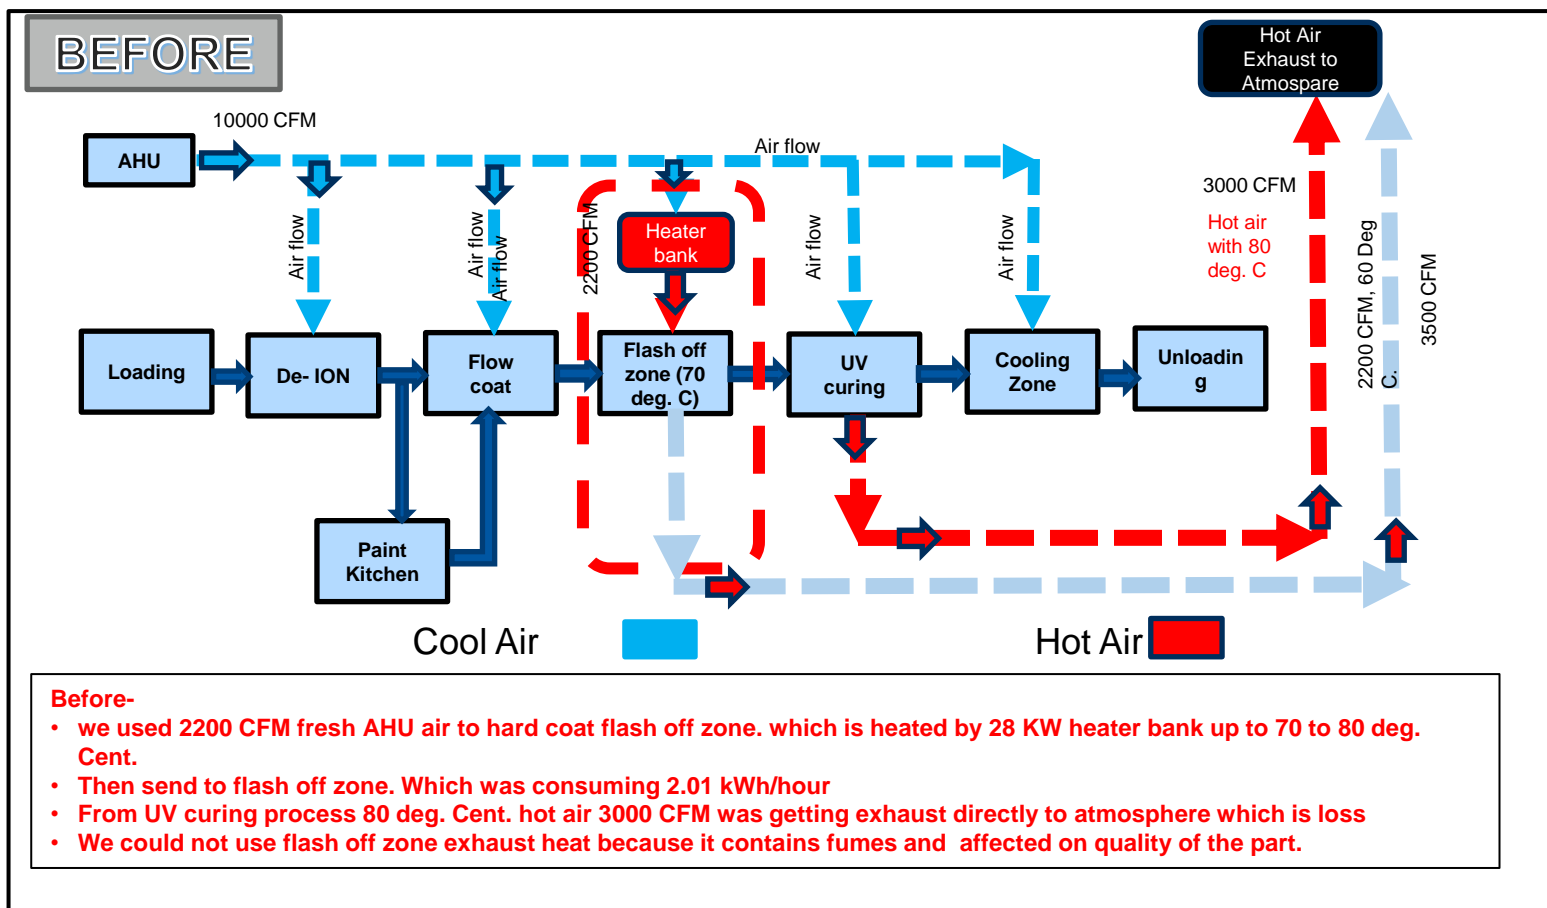 BEFORE
Hot Air
Exhaust to
Atmospare
10000 CFM
AHU
Air flow
Air flow
Air flow
Air flow
2200 CFM
Heater
bank
Air flow
Air flow
3000 CFM
Hot air
with 80
deg. C
2200 CFM, 60 Deg
C.
3500 CFM
Loading
De- ION
Flow
coat
Flash off
zone (70
deg. C)
UV
curing
Cooling
Zone
Unloadin
g
Paint
Kitchen
Cool Air
Hot Air
Before-
• we used 2200 CFM fresh AHU air to hard coat flash off zone. which is heated by 28 KW heater bank up to 70 to 80 deg.
Cent.
• Then send to flash off zone. Which was consuming 2.01 kWh/hour
• From UV curing process 80 deg. Cent. hot air 3000 CFM was getting exhaust directly to atmosphere which is loss
• We could not use flash off zone exhaust heat because it contains fumes and  affected on quality of the part.